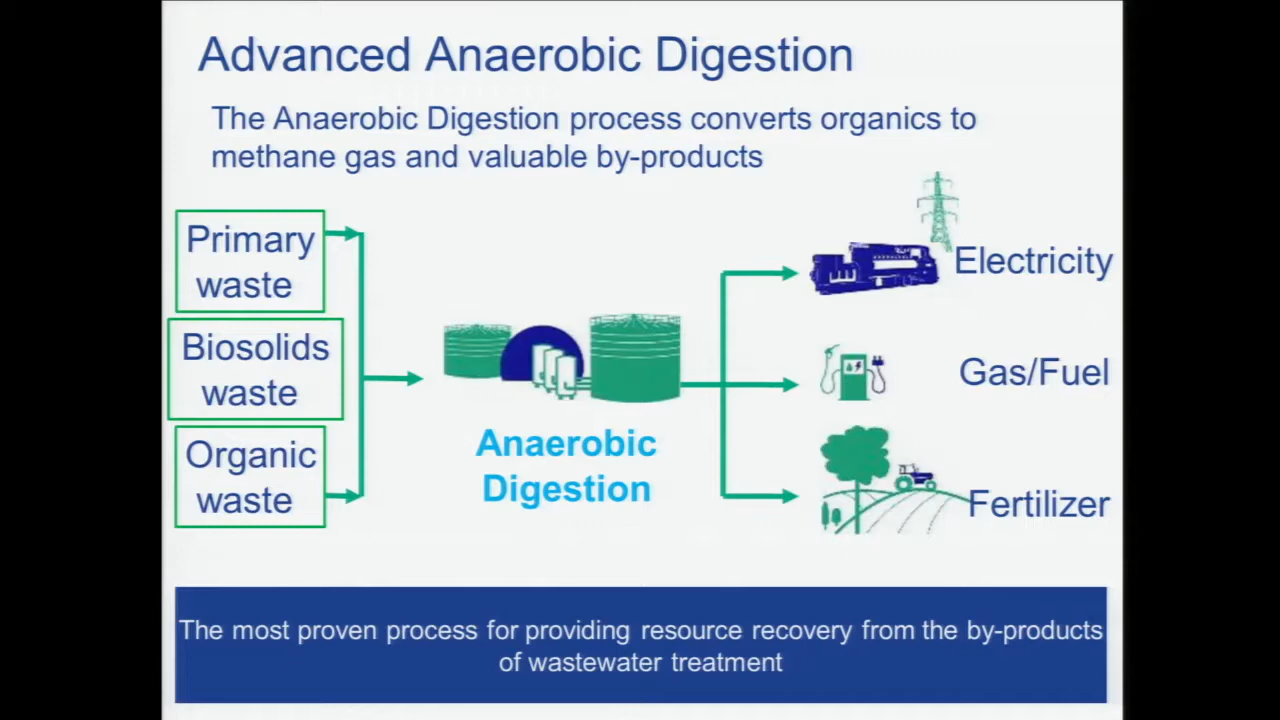 Advanced Anaerobic Digestion
The Anaerobic Digestion process converts organics to
methane gas and valuable by-products
Primary
waste
Biosolids
waste
Organic
waste
Anaerobic
Digestion
Electricity
Gas/Fuel
Fertilizer
The most proven process for providing resource recovery from the by-products
of wastewater treatment